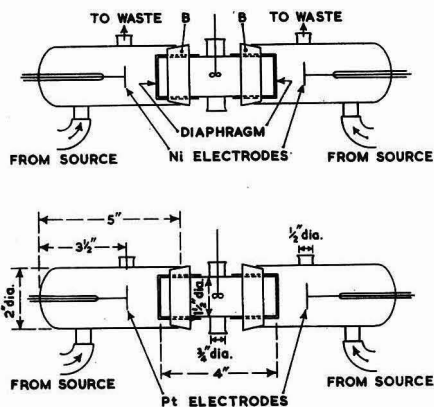 TO WASTE B B TO WASTE
DIAPHRAGM
Ni ELECTRODES
FROM SOURCE FROM SOURCE
5"
3½"
½"dia.
2"dia.
1½"dia.
¾"dia.
4"
FROM SOURCE FROM SOURCE
Pt ELECTRODES